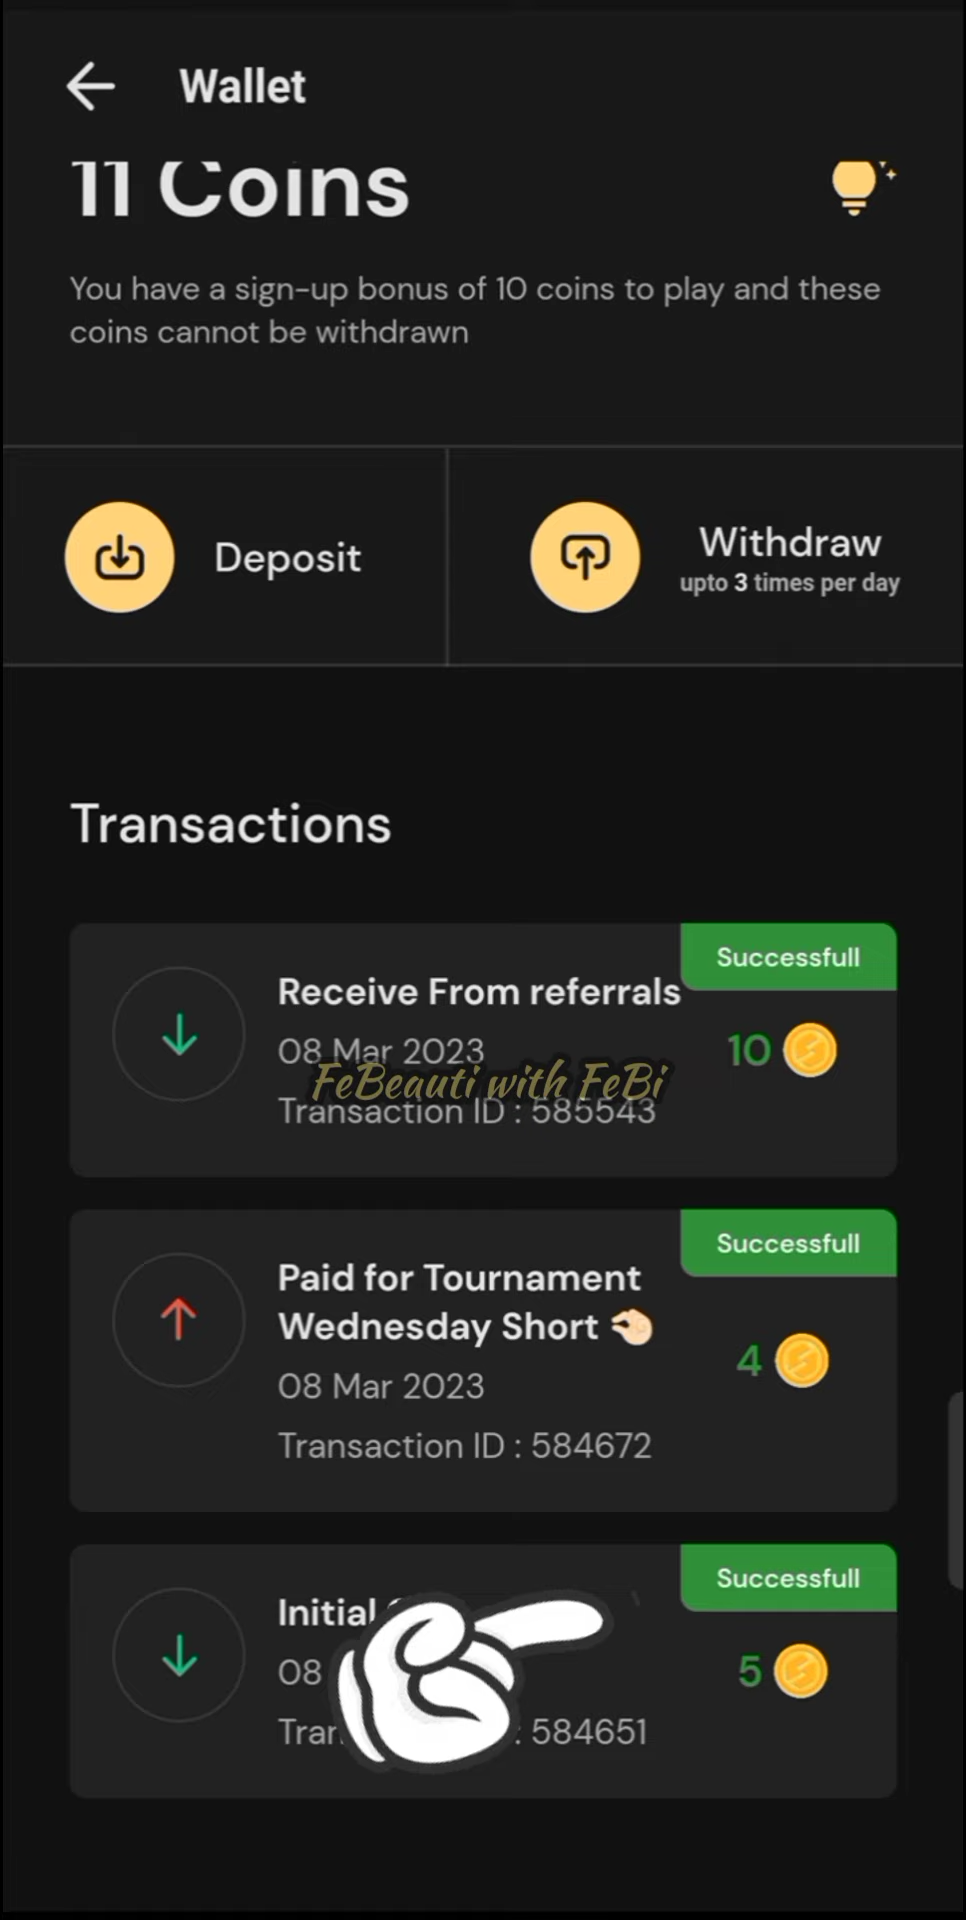 Wallet
11 Coins
You have a sign-up bonus of 10 coins to play and these
coins cannot be withdrawn
Deposit
Withdraw
upto 3 times per day
Transactions
Successfull
Receive From referrals
08 Mar 2023
10
FeBeauti with FeBi
Transaction ID : 585543
Successfull
Paid for Tournament
Wednesday Short 🤏🏻
08 Mar 2023
4
Transaction ID : 584672
Successfull
Initial
08
5
: 584651